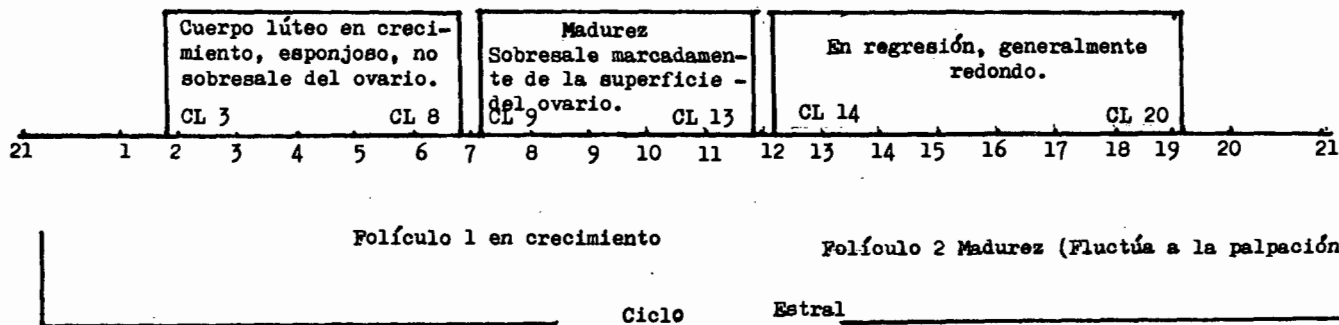 Cuerpo lúteo en creci-
miento, esponjoso, no
sobresale del ovario.
CL 3 CL 8
Madurez
Sobresale marcadamen-
te de la superficie -
del ovario.
CL 9 CL 13
En regresión, generalmente
redondo.
CL 14 CL 20
21 1 2 3 4 5 6 7 8 9 10 11 12 13 14 15 16 17 18 19 20 21
Folículo 1 en crecimiento
Folículo 2 Madurez (Fluctúa a la palpación
Ciclo Estral